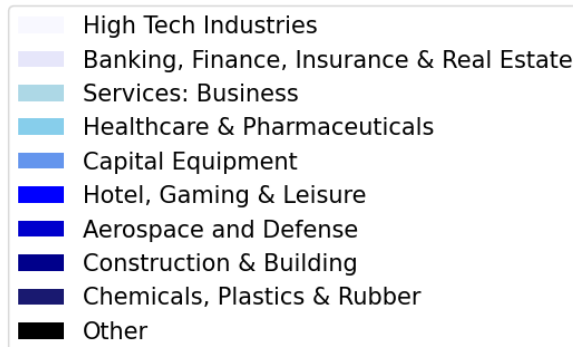 High Tech Industries
Banking, Finance, Insurance & Real Estate
Services: Business
Healthcare & Pharmaceuticals
Capital Equipment
Hotel, Gaming & Leisure
Aerospace and Defense
Construction & Building
Chemicals, Plastics & Rubber
Other